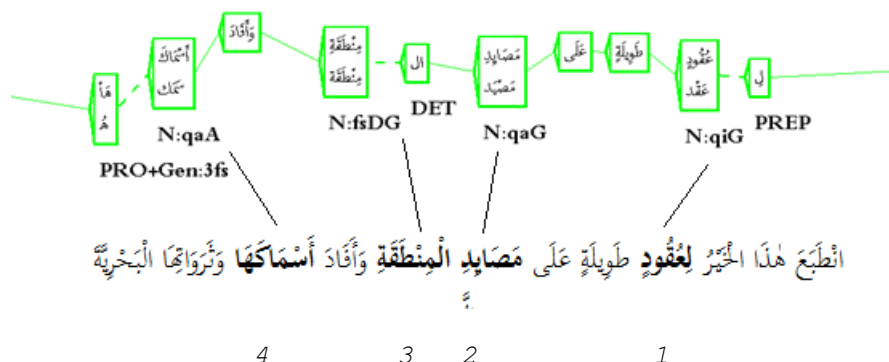 وَأَفَادَ
أَسْمَاكَ مِنْطَقَةِ ال مَصَايِدِ عَلَى طَوِيلَةٍ عُقُودٍ لِ
سَمَك مِنْطَقَة مَصْيَد عَقْد
هَا
هُ
N:qaA N:fsDG DET N:qaG N:qiG PREP
PRO+Gen:3fs
انْطَبَعَ هٰذَا الْخَيْرُ لِعُقُودٍ طَوِيلَةٍ عَلَى مَصَايِدِ الْمِنْطَقَةِ وَأَفَادَ أَسْمَاكَهَا وَثَرَوَاتِهَا الْبَحْرِيَّةَ
4 3 2 1